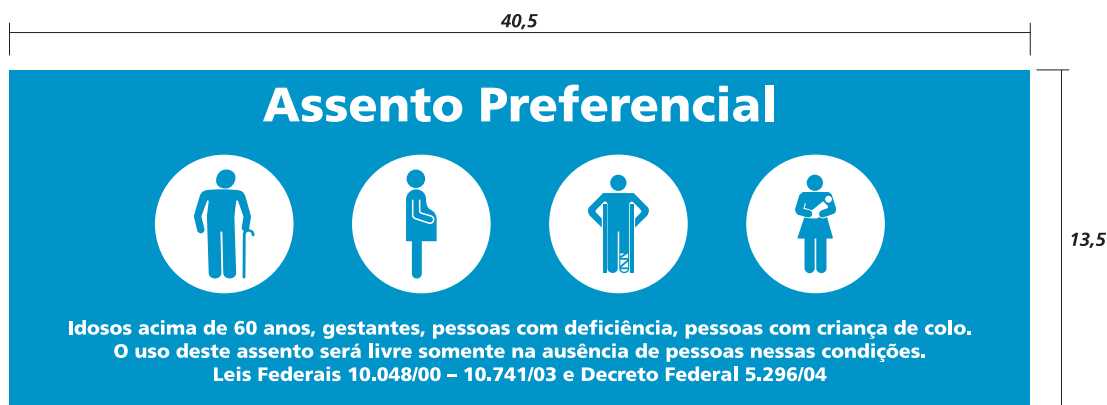 40,5
Assento Preferencial
13,5
Idosos acima de 60 anos, gestantes, pessoas com deficiência, pessoas com criança de colo.
O uso deste assento será livre somente na ausência de pessoas nessas condições.
Leis Federais 10.048/00 – 10.741/03 e Decreto Federal 5.296/04